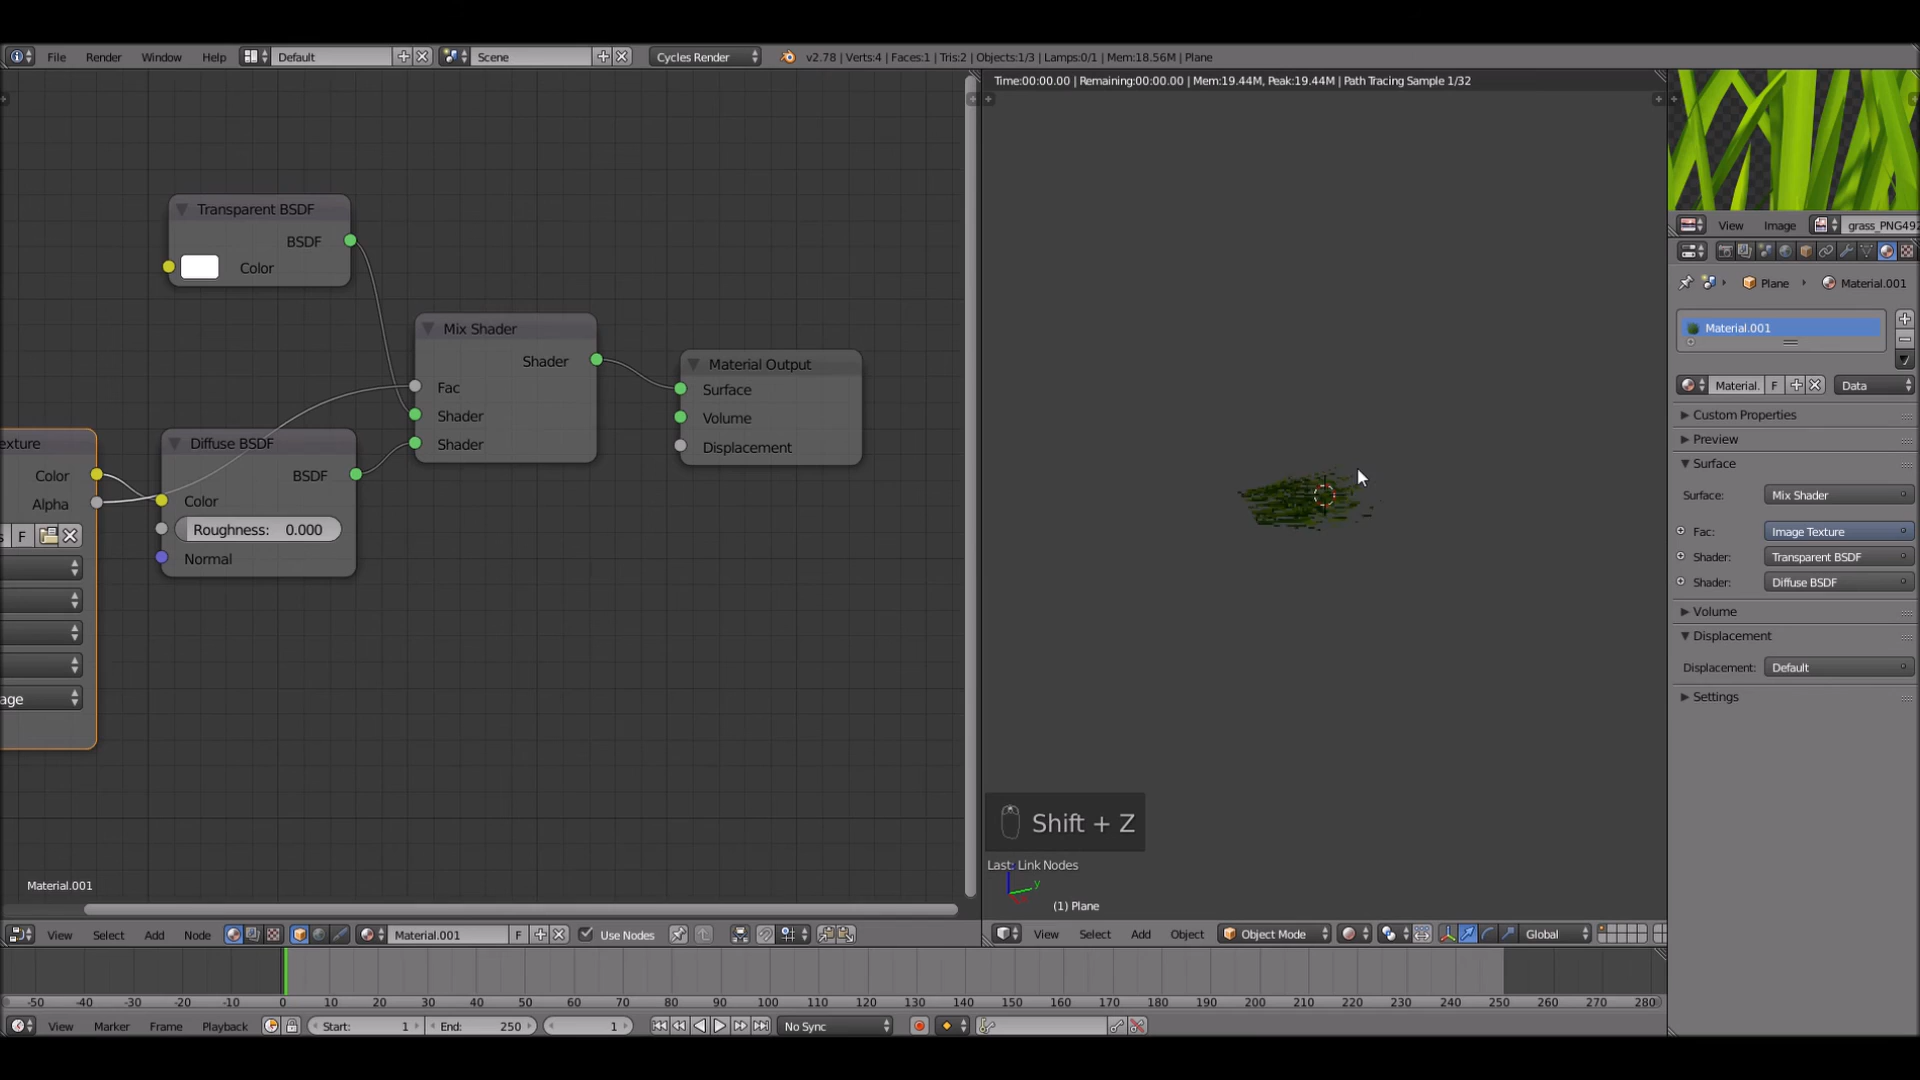 File Render Window Help Default Scene Cycles Render v2.78 | Verts:4 | Faces:1 | Tris:2 | Objects:1/3 | Lamps:0/1 | Mem:18.56M | Plane
Time:00:00.00 | Remaining:00:00.00 | Mem:19.44M, Peak:19.44M | Path Tracing Sample 1/32
Transparent BSDF
BSDF
Color
Mix Shader
Shader
Fac
Shader
Shader
Material Output
Surface
Volume
Displacement
exture
Color
Alpha
s F
age
Diffuse BSDF
BSDF
Color
Roughness: 0.000
Normal
Material.001
Shift + Z
Last: Link Nodes
y
(1) Plane
View Image grass_PNG492
Plane Material.001
Material.001
Material. F Data
Custom Properties
Preview
Surface
Surface: Mix Shader
Fac: Image Texture
Shader: Transparent BSDF
Shader: Diffuse BSDF
Volume
Displacement
Displacement: Default
Settings
View Select Add Node Material.001 F Use Nodes
View Select Add Object Object Mode Global
-50 -40 -30 -20 -10 0 10 20 30 40 50 60 70 80 90 100 110 120 130 140 150 160 170 180 190 200 210 220 230 240 250 260 270 280
View Marker Frame Playback Start: 1 End: 250 1 No Sync